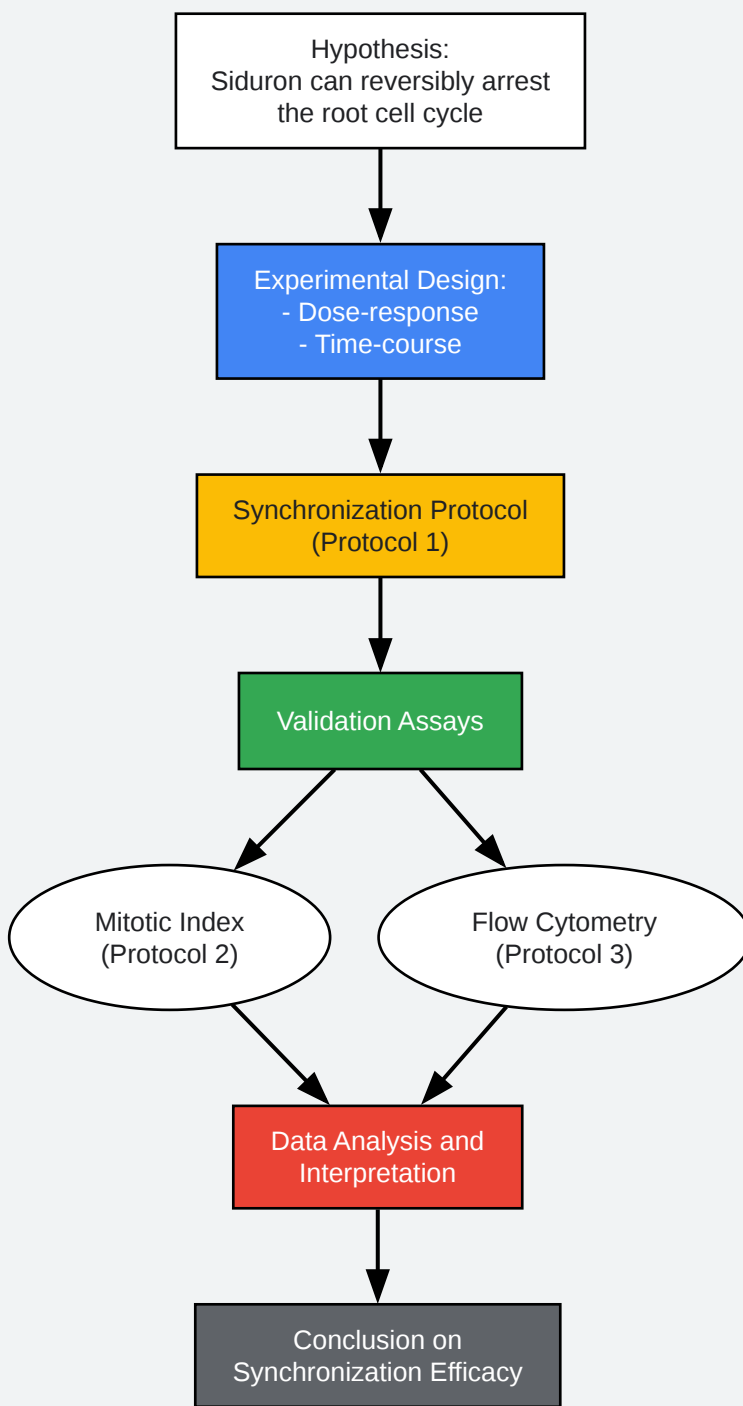 Hypothesis:
Siduron can reversibly arrest
the root cell cycle
Experimental Design:
- Dose-response
- Time-course
Synchronization Protocol
(Protocol 1)
Validation Assays
Mitotic Index
(Protocol 2)
Flow Cytometry
(Protocol 3)
Data Analysis and
Interpretation
Conclusion on
Synchronization Efficacy